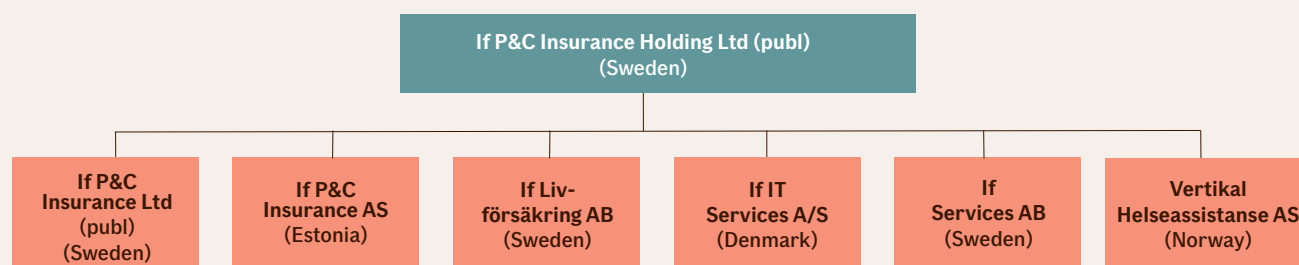 If P&C Insurance Holding Ltd (publ)
(Sweden)
If P&C
Insurance Ltd
(publ)
(Sweden)
If P&C
Insurance AS
(Estonia)
If Liv-
försäkring AB
(Sweden)
If IT
Services A/S
(Denmark)
If
Services AB
(Sweden)
Vertikal
Helseassistanse AS
(Norway)